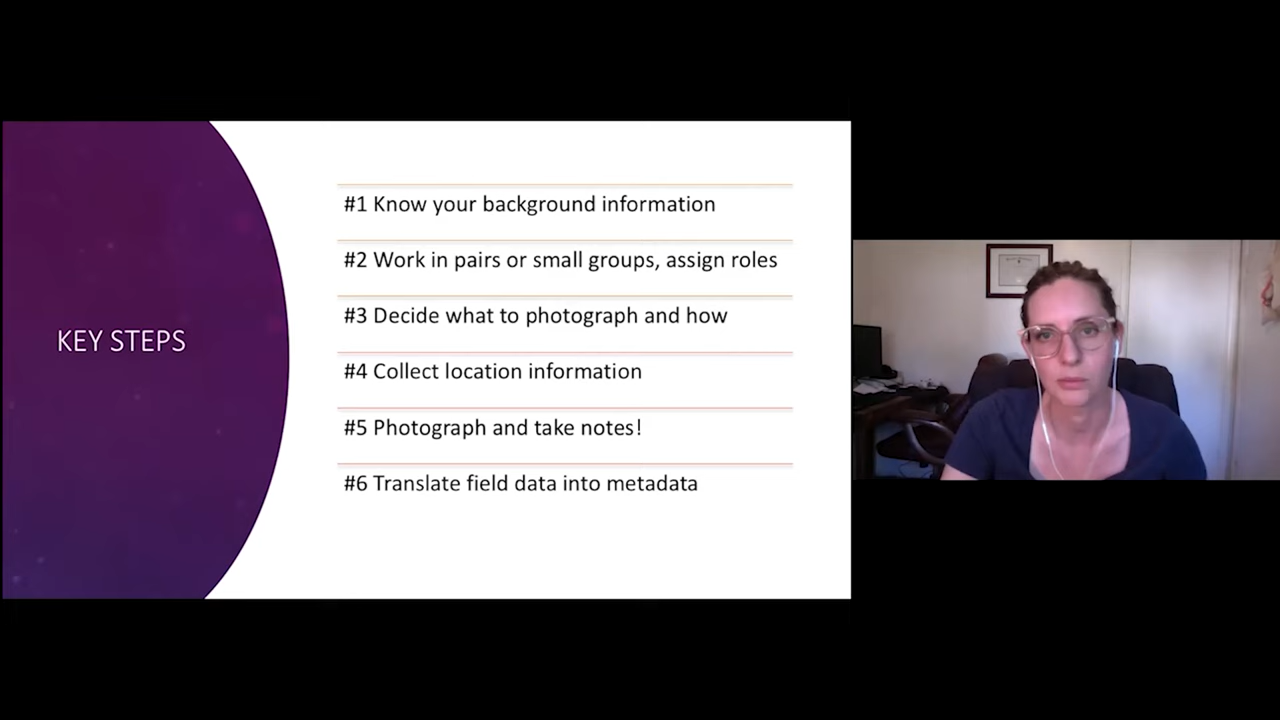 KEY STEPS
#1 Know your background information
#2 Work in pairs or small groups, assign roles
#3 Decide what to photograph and how
#4 Collect location information
#5 Photograph and take notes!
#6 Translate field data into metadata